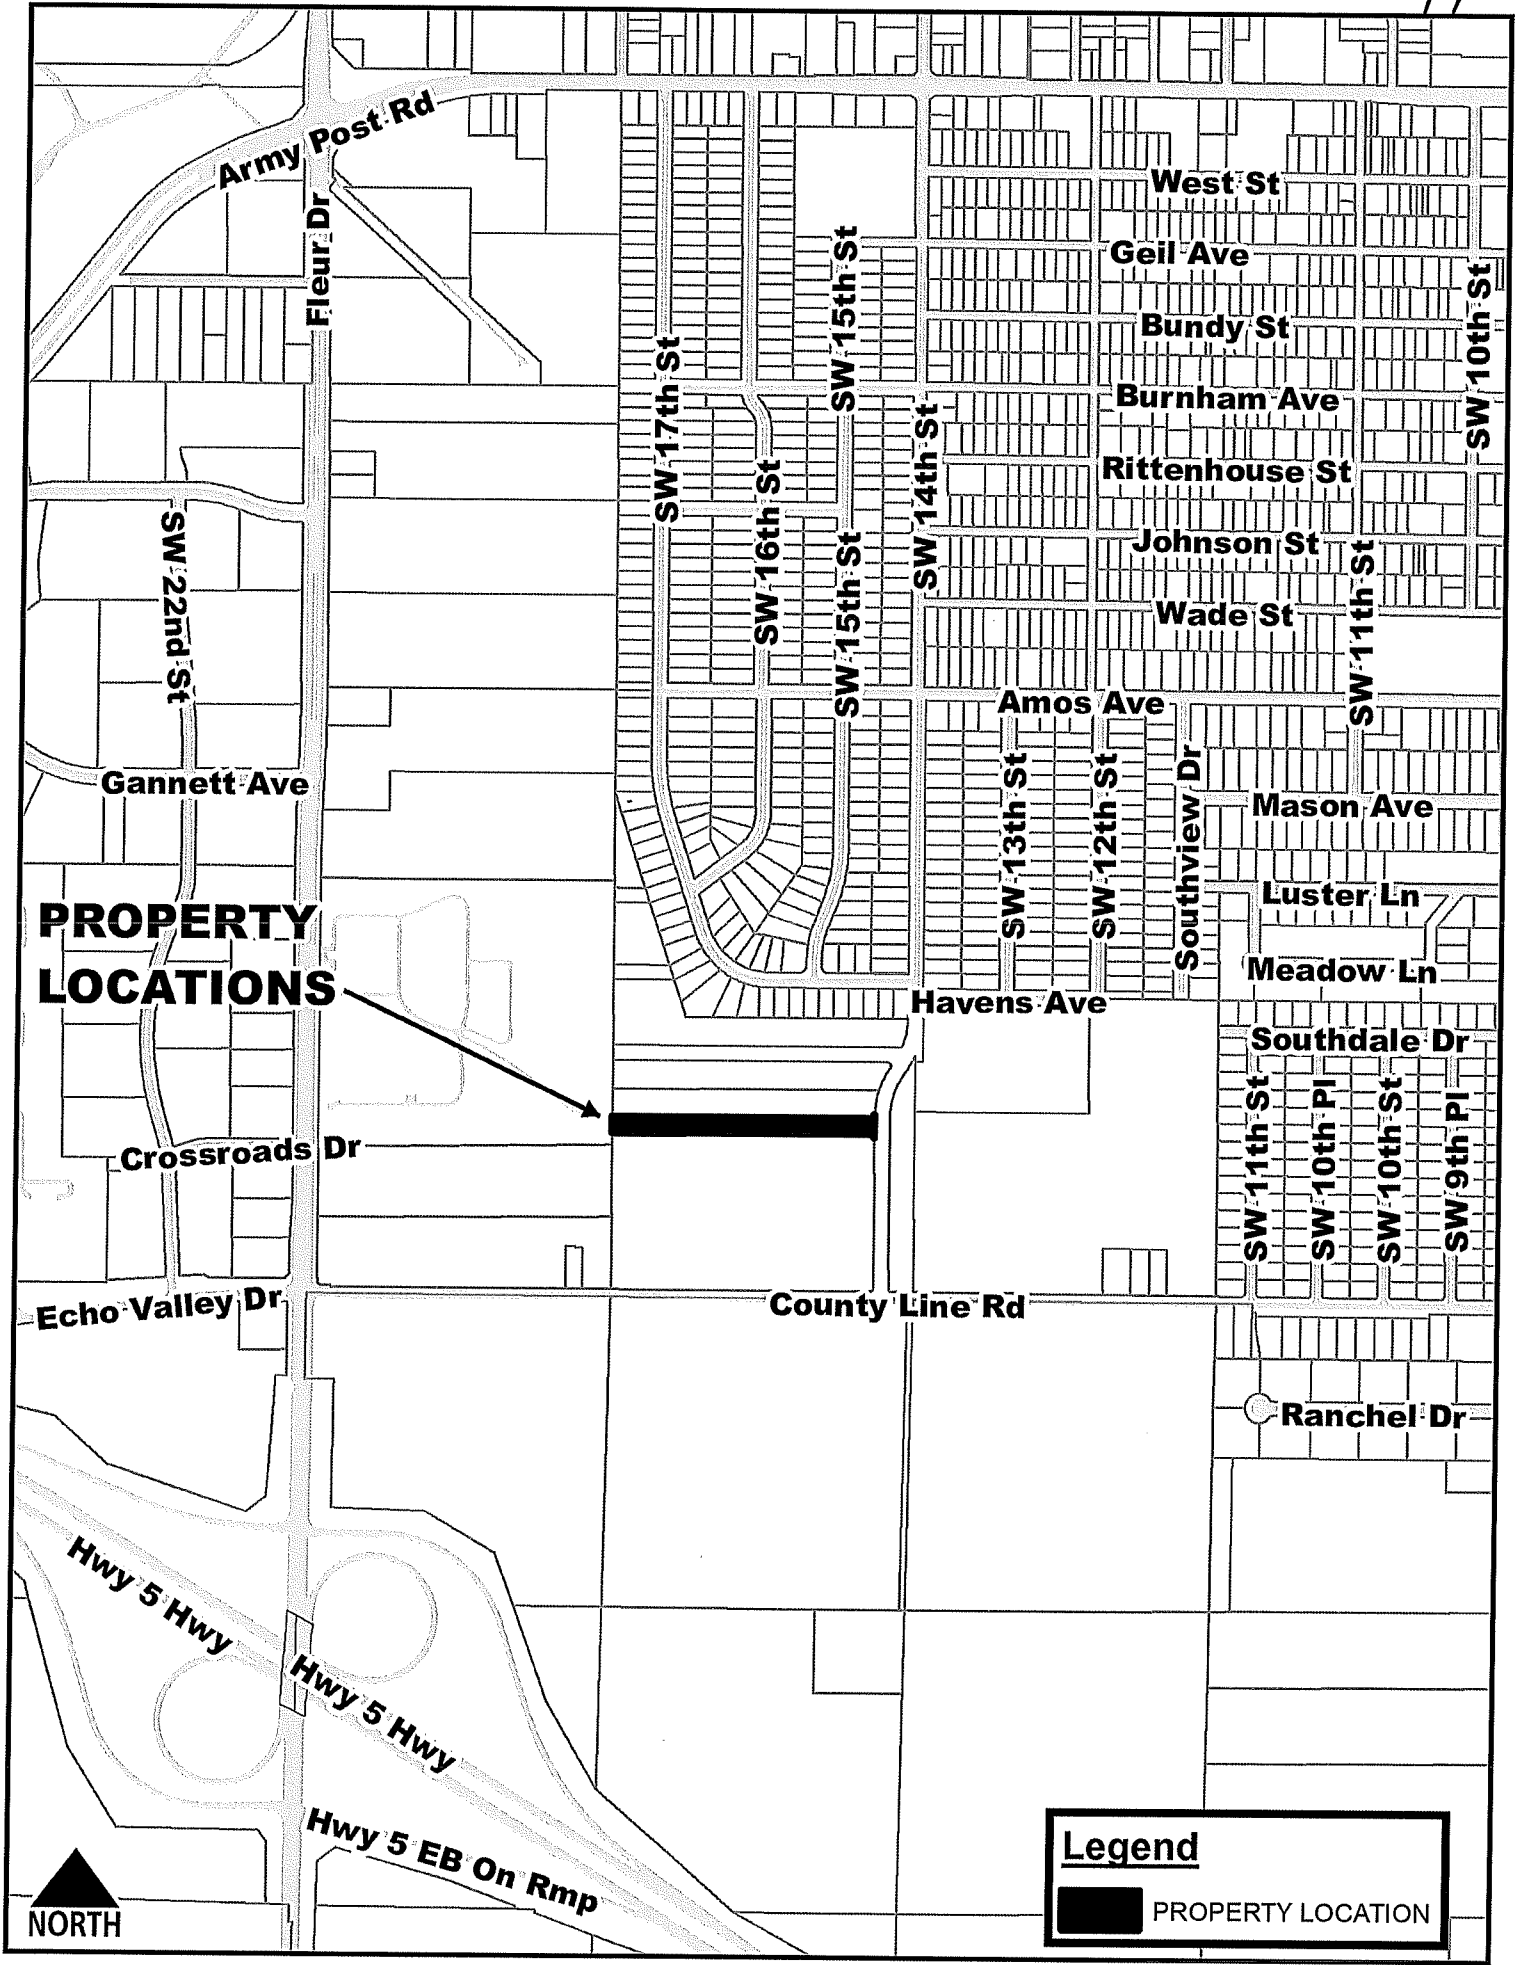 Army Post Rd
Fleur Dr
West St
Geil Ave
SW 15th St
SW 10th St
Bundy St
SW 17th St
Burnham Ave
SW 14th St
Rittenhouse St
SW 16th St
SW 22nd St
Johnson St
SW 15th St
SW 11th St
Wade St
Amos Ave
Gannett Ave
SW 13th St
SW 12th St
Southview Dr
Mason Ave
Luster Ln
PROPERTY
LOCATIONS
Meadow Ln
Havens Ave
Southdale Dr
SW 11th St
SW 10th Pl
SW 10th St
SW 9th Pl
Crossroads Dr
Echo Valley Dr
County Line Rd
Ranchel Dr
Hwy 5 Hwy
Hwy 5 Hwy
Hwy 5 EB On Rmp
Legend
PROPERTY LOCATION
NORTH